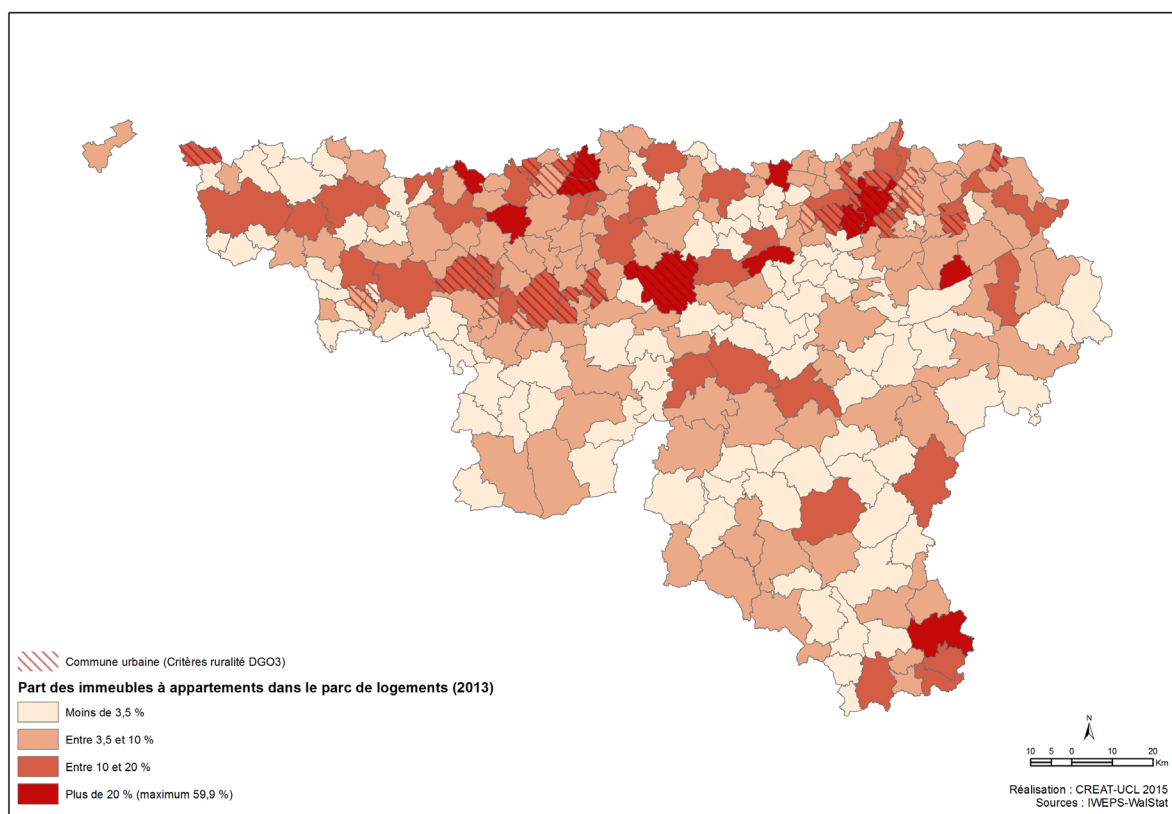 Commune urbaine (Critères ruralité DGO3)
Part des immeubles à appartements dans le parc de logements (2013)
Moins de 3,5 %
Entre 3,5 et 10 %
Entre 10 et 20 %
Plus de 20 % (maximum 59,9 %)
N
10 5 0 10 20
Km
Réalisation : CREAT-UCL 2015
Sources : IWEPS-WalStat